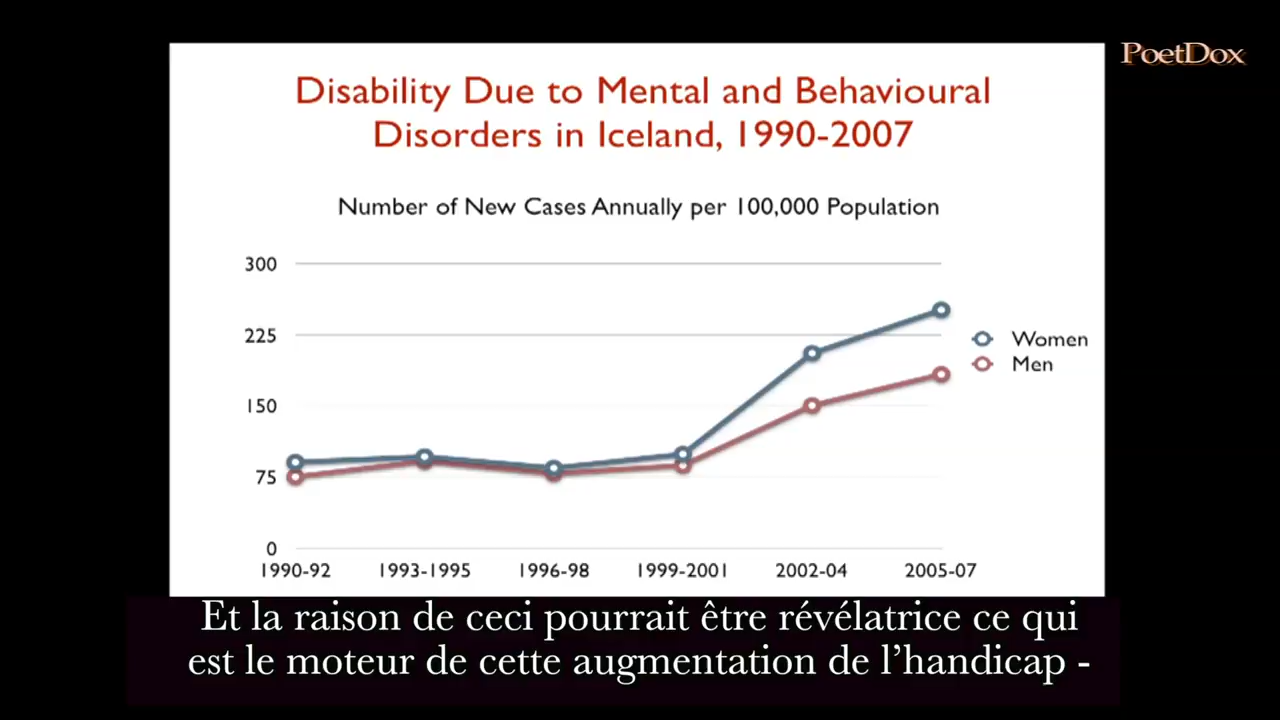 PoetDox
Disability Due to Mental and Behavioural
Disorders in Iceland, 1990-2007
Number of New Cases Annually per 100,000 Population
300
225
150
75
0
Women
Men
1990-92 1993-1995 1996-98 1999-2001 2002-04 2005-07
Et la raison de ceci pourrait être révélatrice ce qui
est le moteur de cette augmentation de l’handicap -